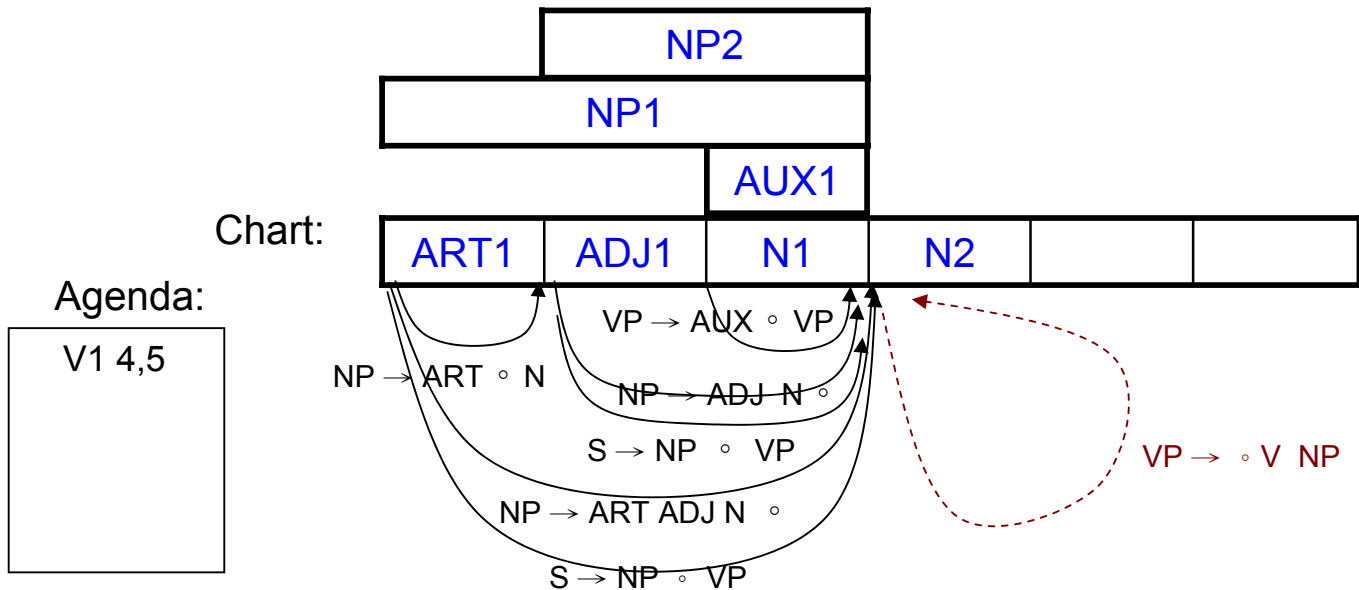 NP2
NP1
AUX1
Chart:
ART1 ADJ1 N1 N2
Agenda:
V1 4,5
VP → AUX ◦ VP
NP → ART ◦ N
NP → ADJ N ◦
S → NP ◦ VP
VP → ◦ V NP
NP → ART ADJ N ◦
S → NP ◦ VP